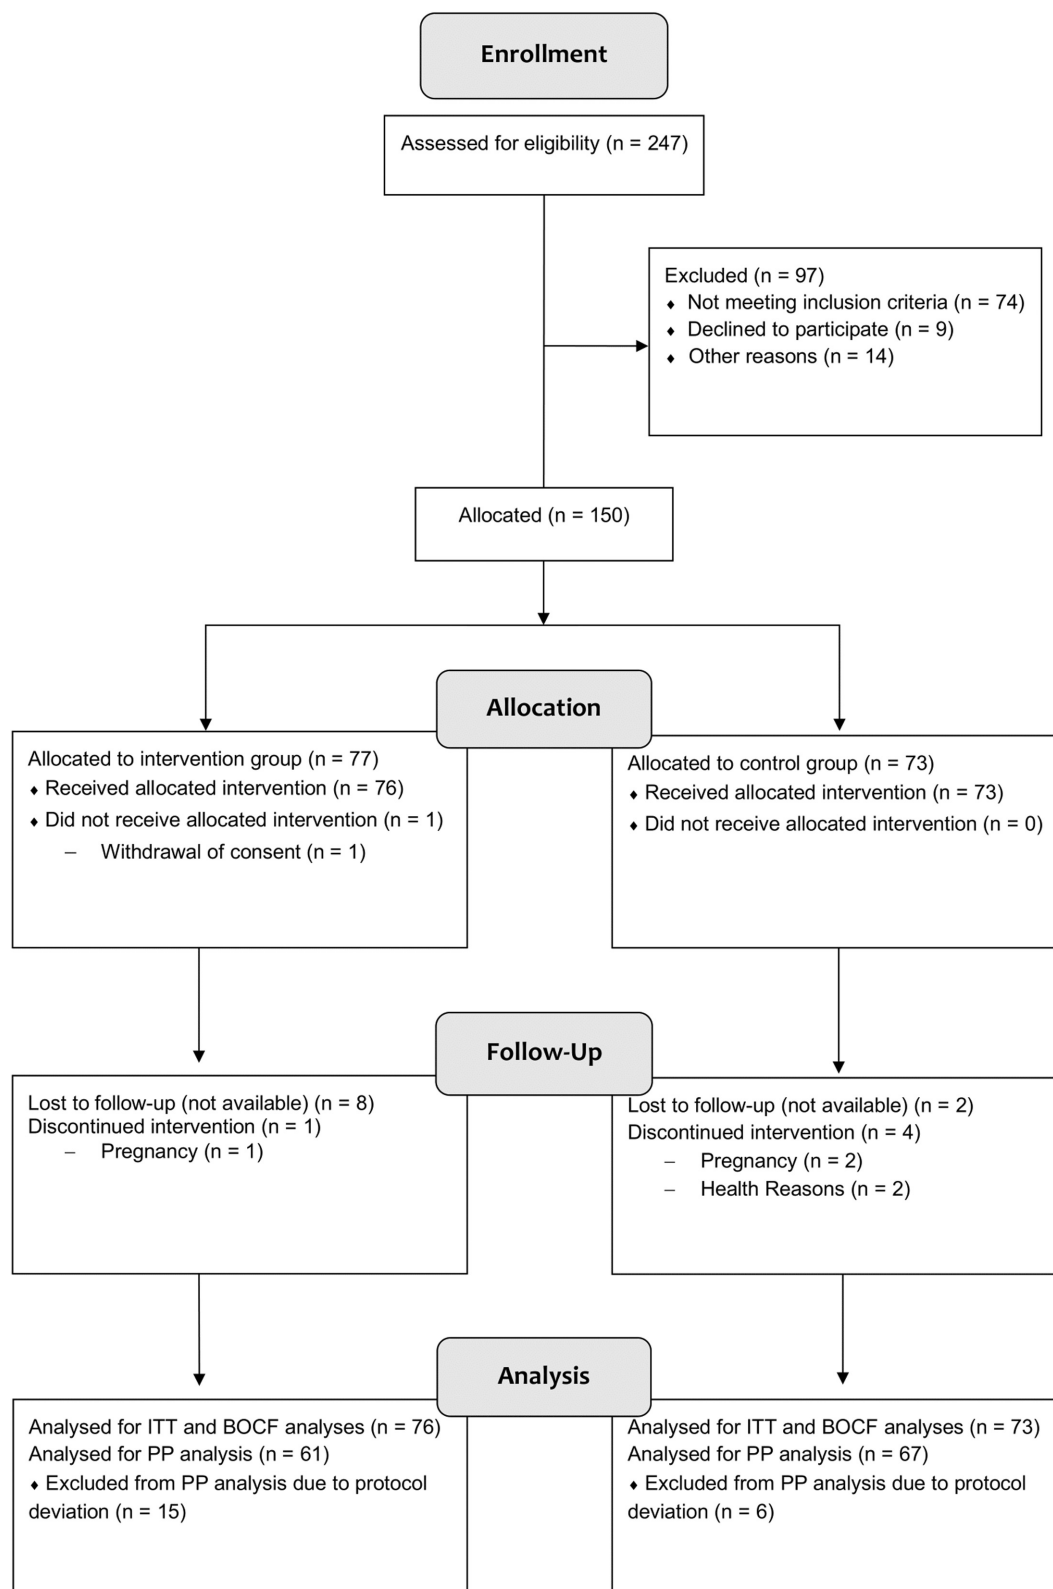 Enrollment
Assessed for eligibility (n = 247)
Excluded (n = 97)
♦ Not meeting inclusion criteria (n = 74)
♦ Declined to participate (n = 9)
♦ Other reasons (n = 14)
Allocated (n = 150)
Allocation
Allocated to intervention group (n = 77)
♦ Received allocated intervention (n = 76)
♦ Did not receive allocated intervention (n = 1)
– Withdrawal of consent (n = 1)
Allocated to control group (n = 73)
♦ Received allocated intervention (n = 73)
♦ Did not receive allocated intervention (n = 0)
Follow-Up
Lost to follow-up (not available) (n = 8)
Discontinued intervention (n = 1)
– Pregnancy (n = 1)
Lost to follow-up (not available) (n = 2)
Discontinued intervention (n = 4)
– Pregnancy (n = 2)
– Health Reasons (n = 2)
Analysis
Analysed for ITT and BOCF analyses (n = 76)
Analysed for PP analysis (n = 61)
♦ Excluded from PP analysis due to protocol
deviation (n = 15)
Analysed for ITT and BOCF analyses (n = 73)
Analysed for PP analysis (n = 67)
♦ Excluded from PP analysis due to protocol
deviation (n = 6)